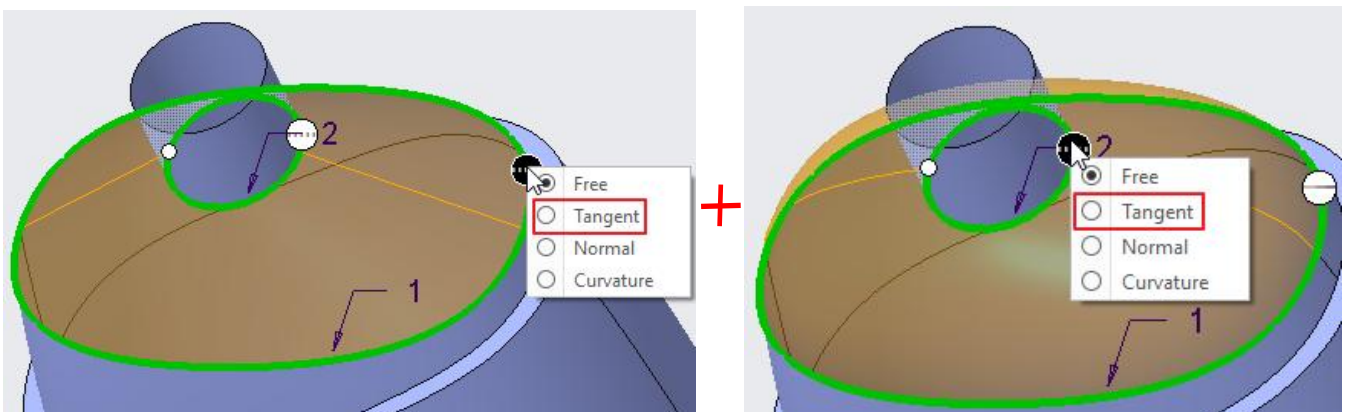 2
Free
Tangent
Normal
Curvature
1
+
2
Free
Tangent
Normal
Curvature
1